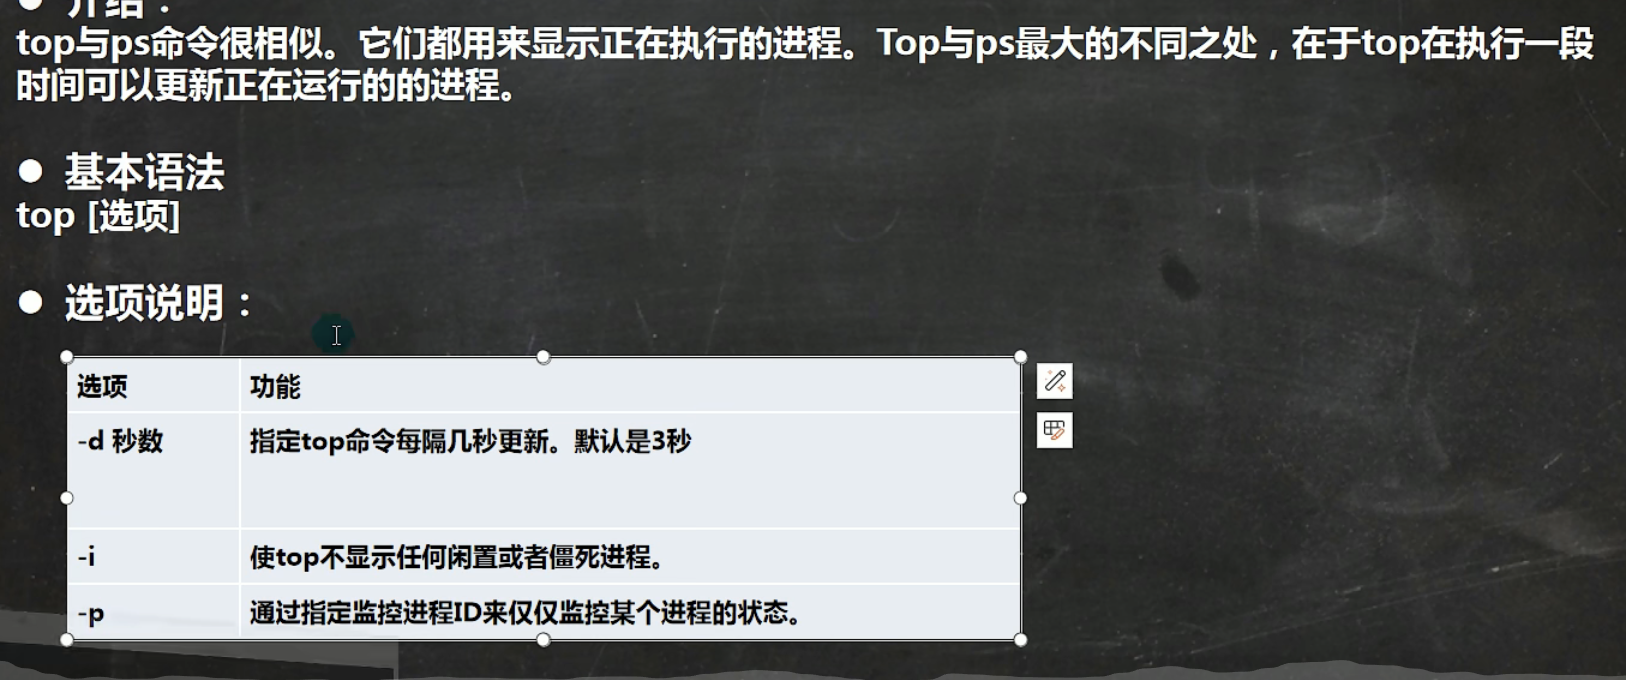 ● 介绍：
top与ps命令很相似。它们都用来显示正在执行的进程。Top与ps最大的不同之处，在于top在执行一段
时间可以更新正在运行的的进程。
● 基本语法
top [选项]
● 选项说明：
选项 功能
-d 秒数 指定top命令每隔几秒更新。默认是3秒
-i 使top不显示任何闲置或者僵死进程。
-p 通过指定监控进程ID来仅仅监控某个进程的状态。